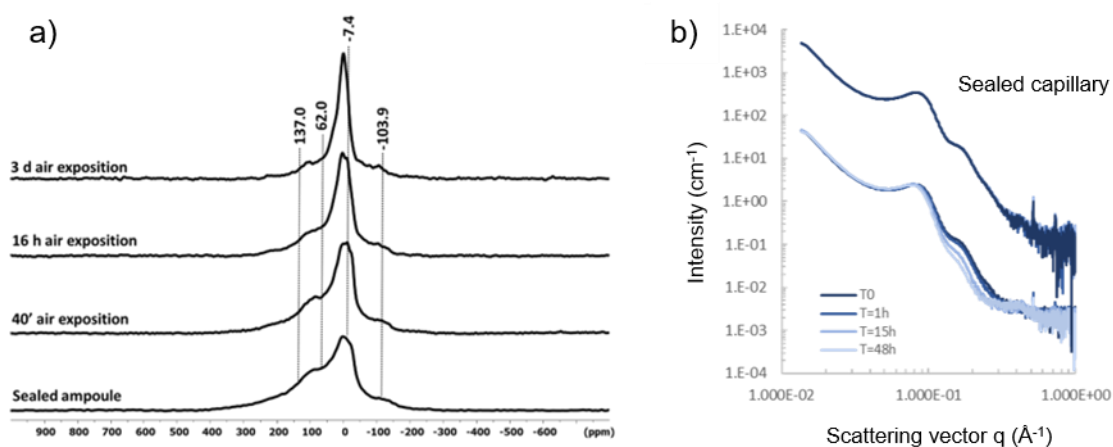 a)
-7.4
137.0
62.0
-103.9
3 d air exposition
16 h air exposition
40' air exposition
Sealed ampoule
900 800 700 600 500 400 300 200 100 0 -100 -200 -300 -400 -500 -600 (ppm)
b)
1.E+04
1.E+03
1.E+02
1.E+01
1.E+00
1.E-01
1.E-02
1.E-03
1.E-04
Intensity (cm-1)
Sealed capillary
T0
T=1h
T=15h
T=48h
1.000E-02 1.000E-01 1.000E+00
Scattering vector q (Å-1)